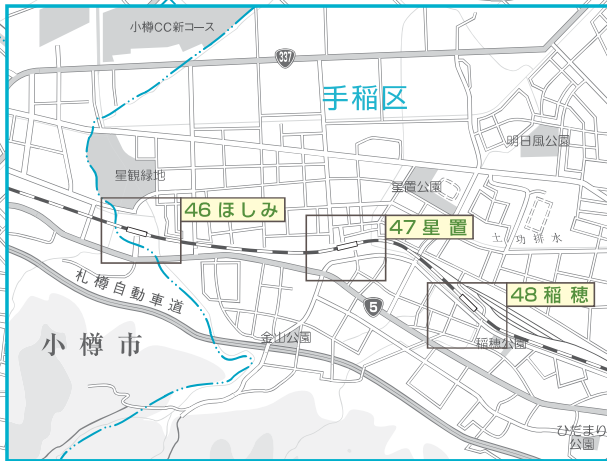 小樽CC新コース
337
手稲区
明日風公園
星観緑地
星置公園
46 ほしみ
47 星置
土功排水
札樽自動車道
48 稲穂
5
小樽市
金山公園
稲穂公園
ひだまり
公園